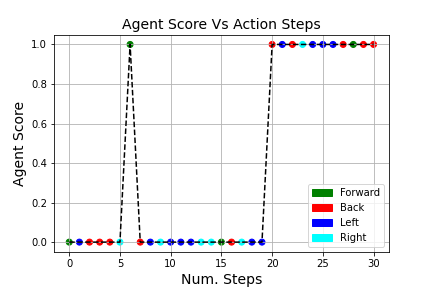 Agent Score Vs Action Steps
1.0
0.8
0.6
0.4
0.2
0.0
Agent Score
Forward
Back
Left
Right
0 5 10 15 20 25 30
Num. Steps